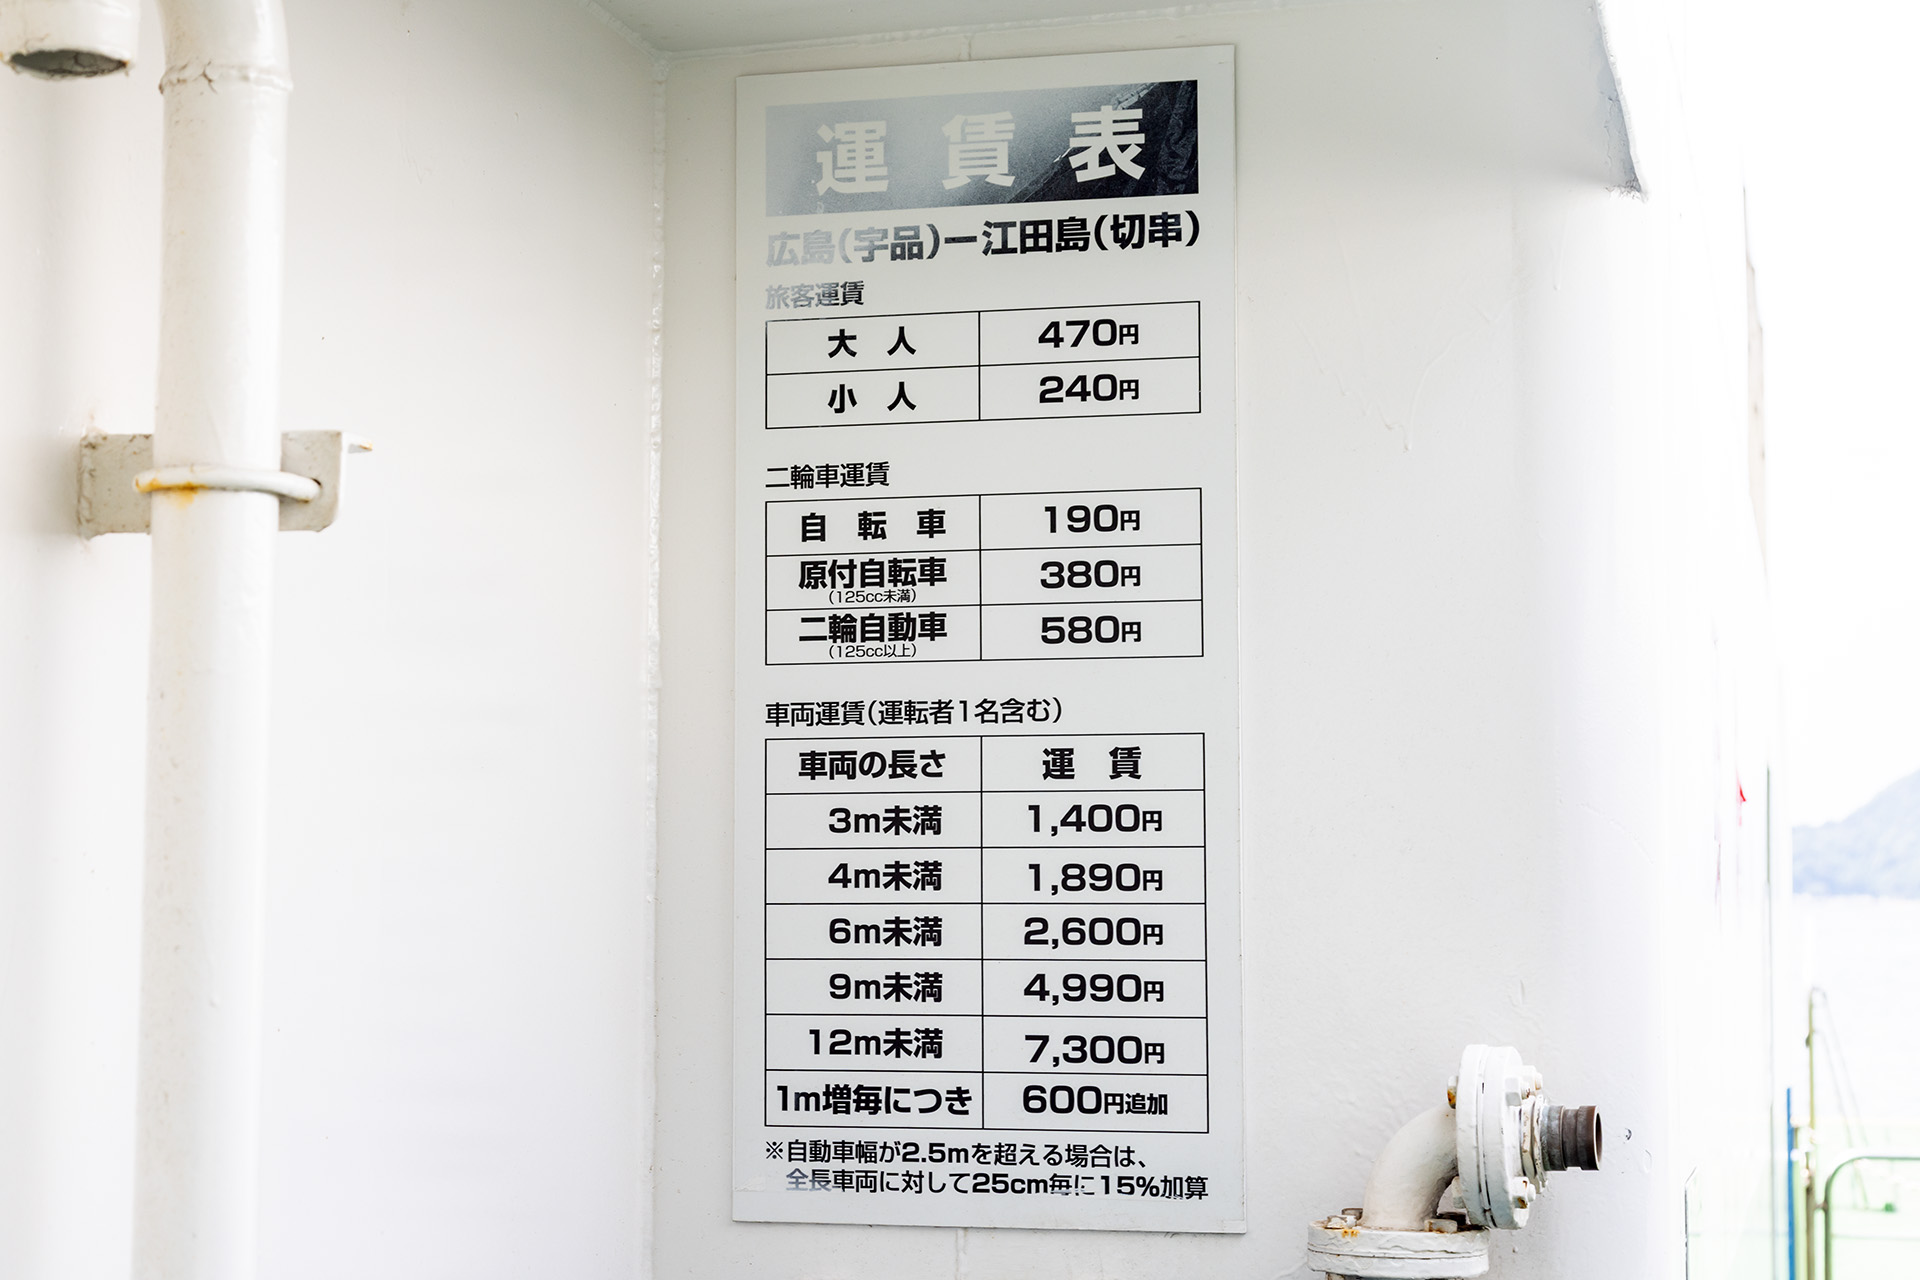 運賃表
広島（宇品）ー江田島（切串）
旅客運賃
大人 470円
小人 240円
二輪車運賃
自転車 190円
原付自転車 380円
（125cc未満）
二輪自動車 580円
（125cc以上）
車両運賃（運転者1名含む）
車両の長さ 運賃
3m未満 1,400円
4m未満 1,890円
6m未満 2,600円
9m未満 4,990円
12m未満 7,300円
1m増毎につき 600円追加
※自動車幅が2.5mを超える場合は、
全長車両に対して25cm毎に15%加算